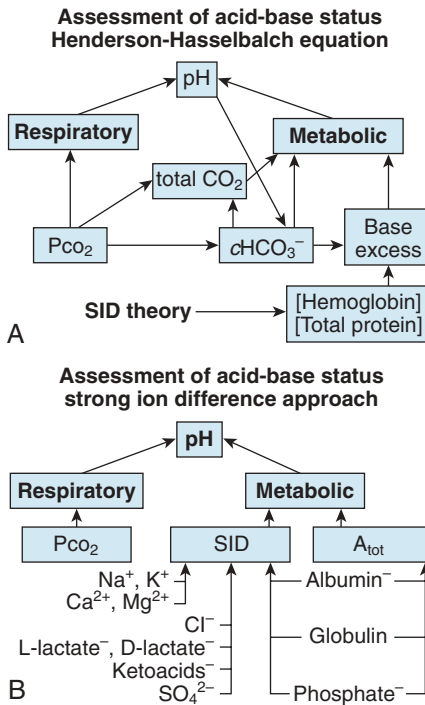 Assessment of acid-base status
Henderson-Hasselbalch equation
pH
Respiratory
Metabolic
total CO₂
Pco₂
cHCO₃⁻
Base
excess
SID theory
[Hemoglobin]
[Total protein]
A
Assessment of acid-base status
strong ion difference approach
pH
Respiratory
Metabolic
Pco₂
SID
Atot
Na⁺, K⁺
Ca²⁺, Mg²⁺
Albumin⁻
Cl⁻
L-lactate⁻, D-lactate⁻
Globulin
Ketoacids⁻
SO₄²⁻
Phosphate⁻
B